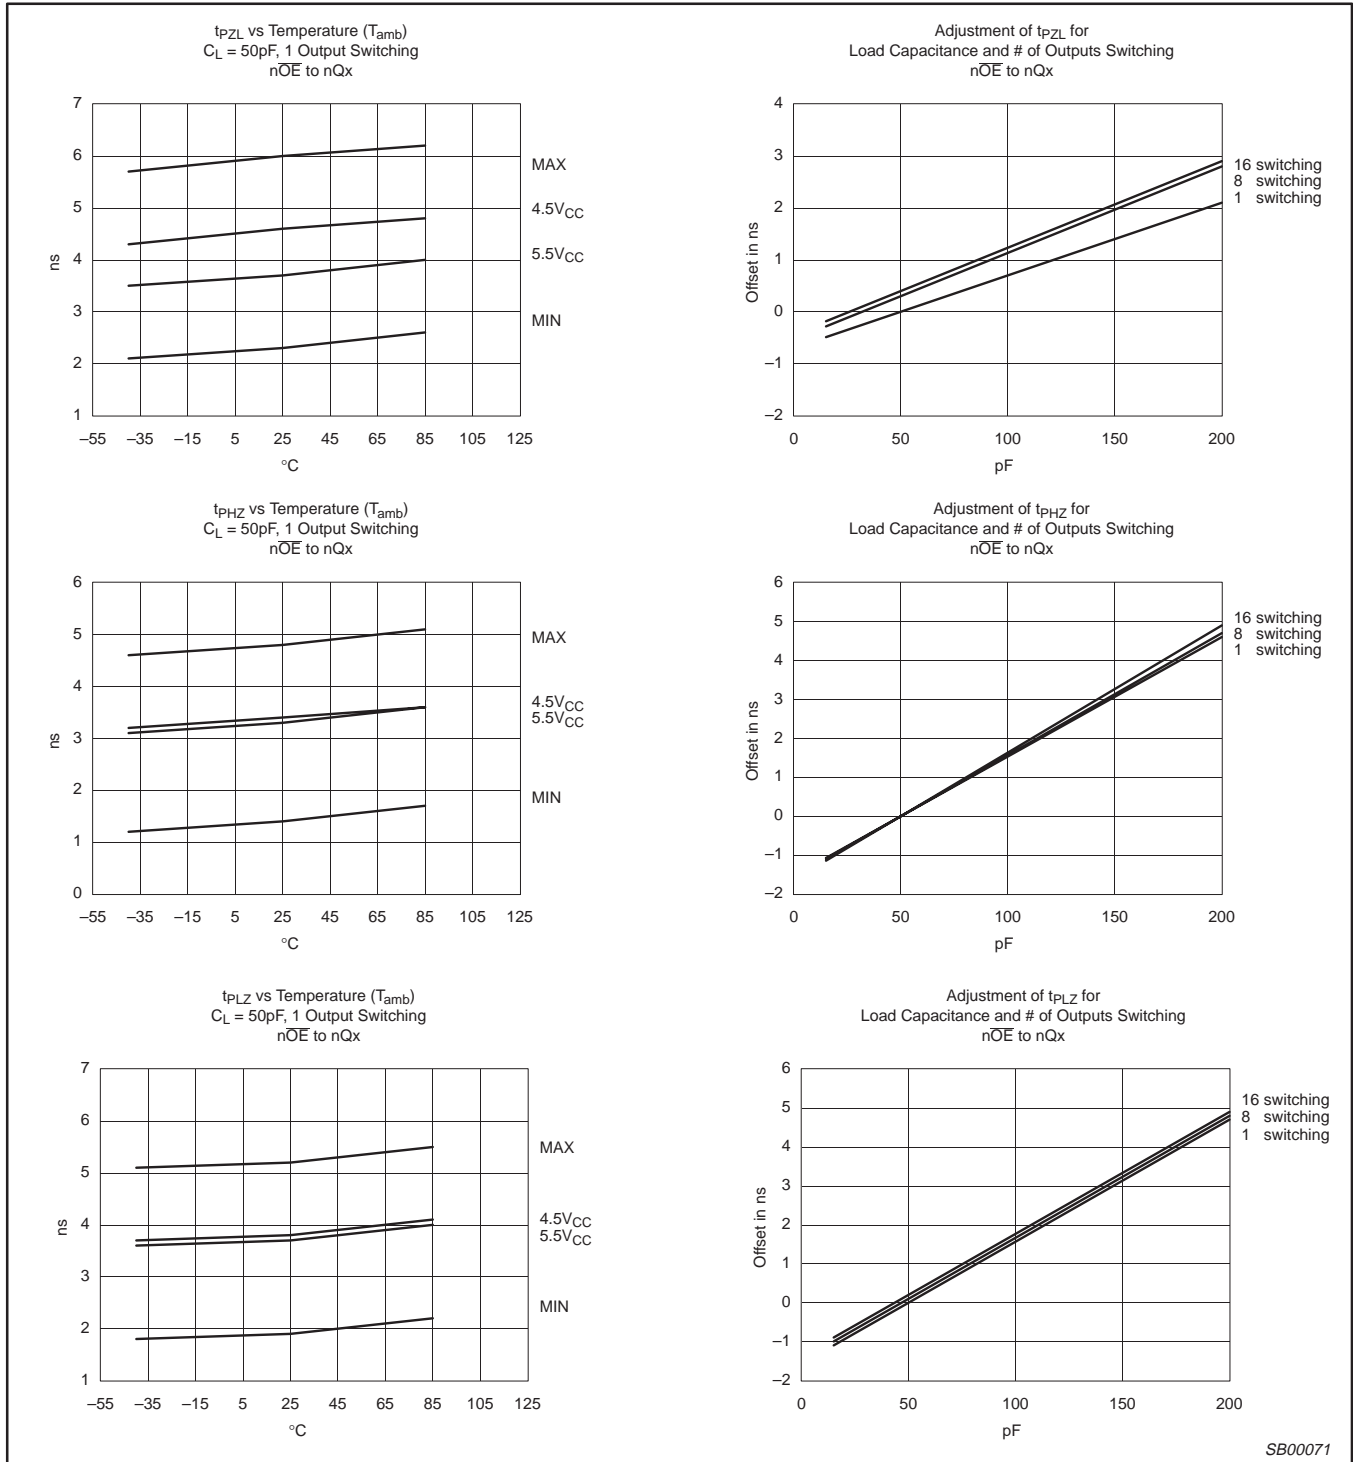 tPZL vs Temperature (Tamb)
CL = 50pF, 1 Output Switching
nOE to nQx
7
6
5
4
3
2
1
ns
–55 –35 –15 5 25 45 65 85 105 125
°C
MAX
4.5VCC
5.5VCC
MIN
Adjustment of tPZL for
Load Capacitance and # of Outputs Switching
nOE to nQx
4
3
2
1
0
–1
–2
Offset in ns
0 50 100 150 200
pF
16 switching
8 switching
1 switching
tPHZ vs Temperature (Tamb)
CL = 50pF, 1 Output Switching
nOE to nQx
6
5
4
3
2
1
0
ns
–55 –35 –15 5 25 45 65 85 105 125
°C
MAX
4.5VCC
5.5VCC
MIN
Adjustment of tPHZ for
Load Capacitance and # of Outputs Switching
nOE to nQx
6
5
4
3
2
1
0
–1
–2
Offset in ns
0 50 100 150 200
pF
16 switching
8 switching
1 switching
tPLZ vs Temperature (Tamb)
CL = 50pF, 1 Output Switching
nOE to nQx
7
6
5
4
3
2
1
ns
–55 –35 –15 5 25 45 65 85 105 125
°C
MAX
4.5VCC
5.5VCC
MIN
Adjustment of tPLZ for
Load Capacitance and # of Outputs Switching
nOE to nQx
6
5
4
3
2
1
0
–1
–2
Offset in ns
0 50 100 150 200
pF
16 switching
8 switching
1 switching
SB00071